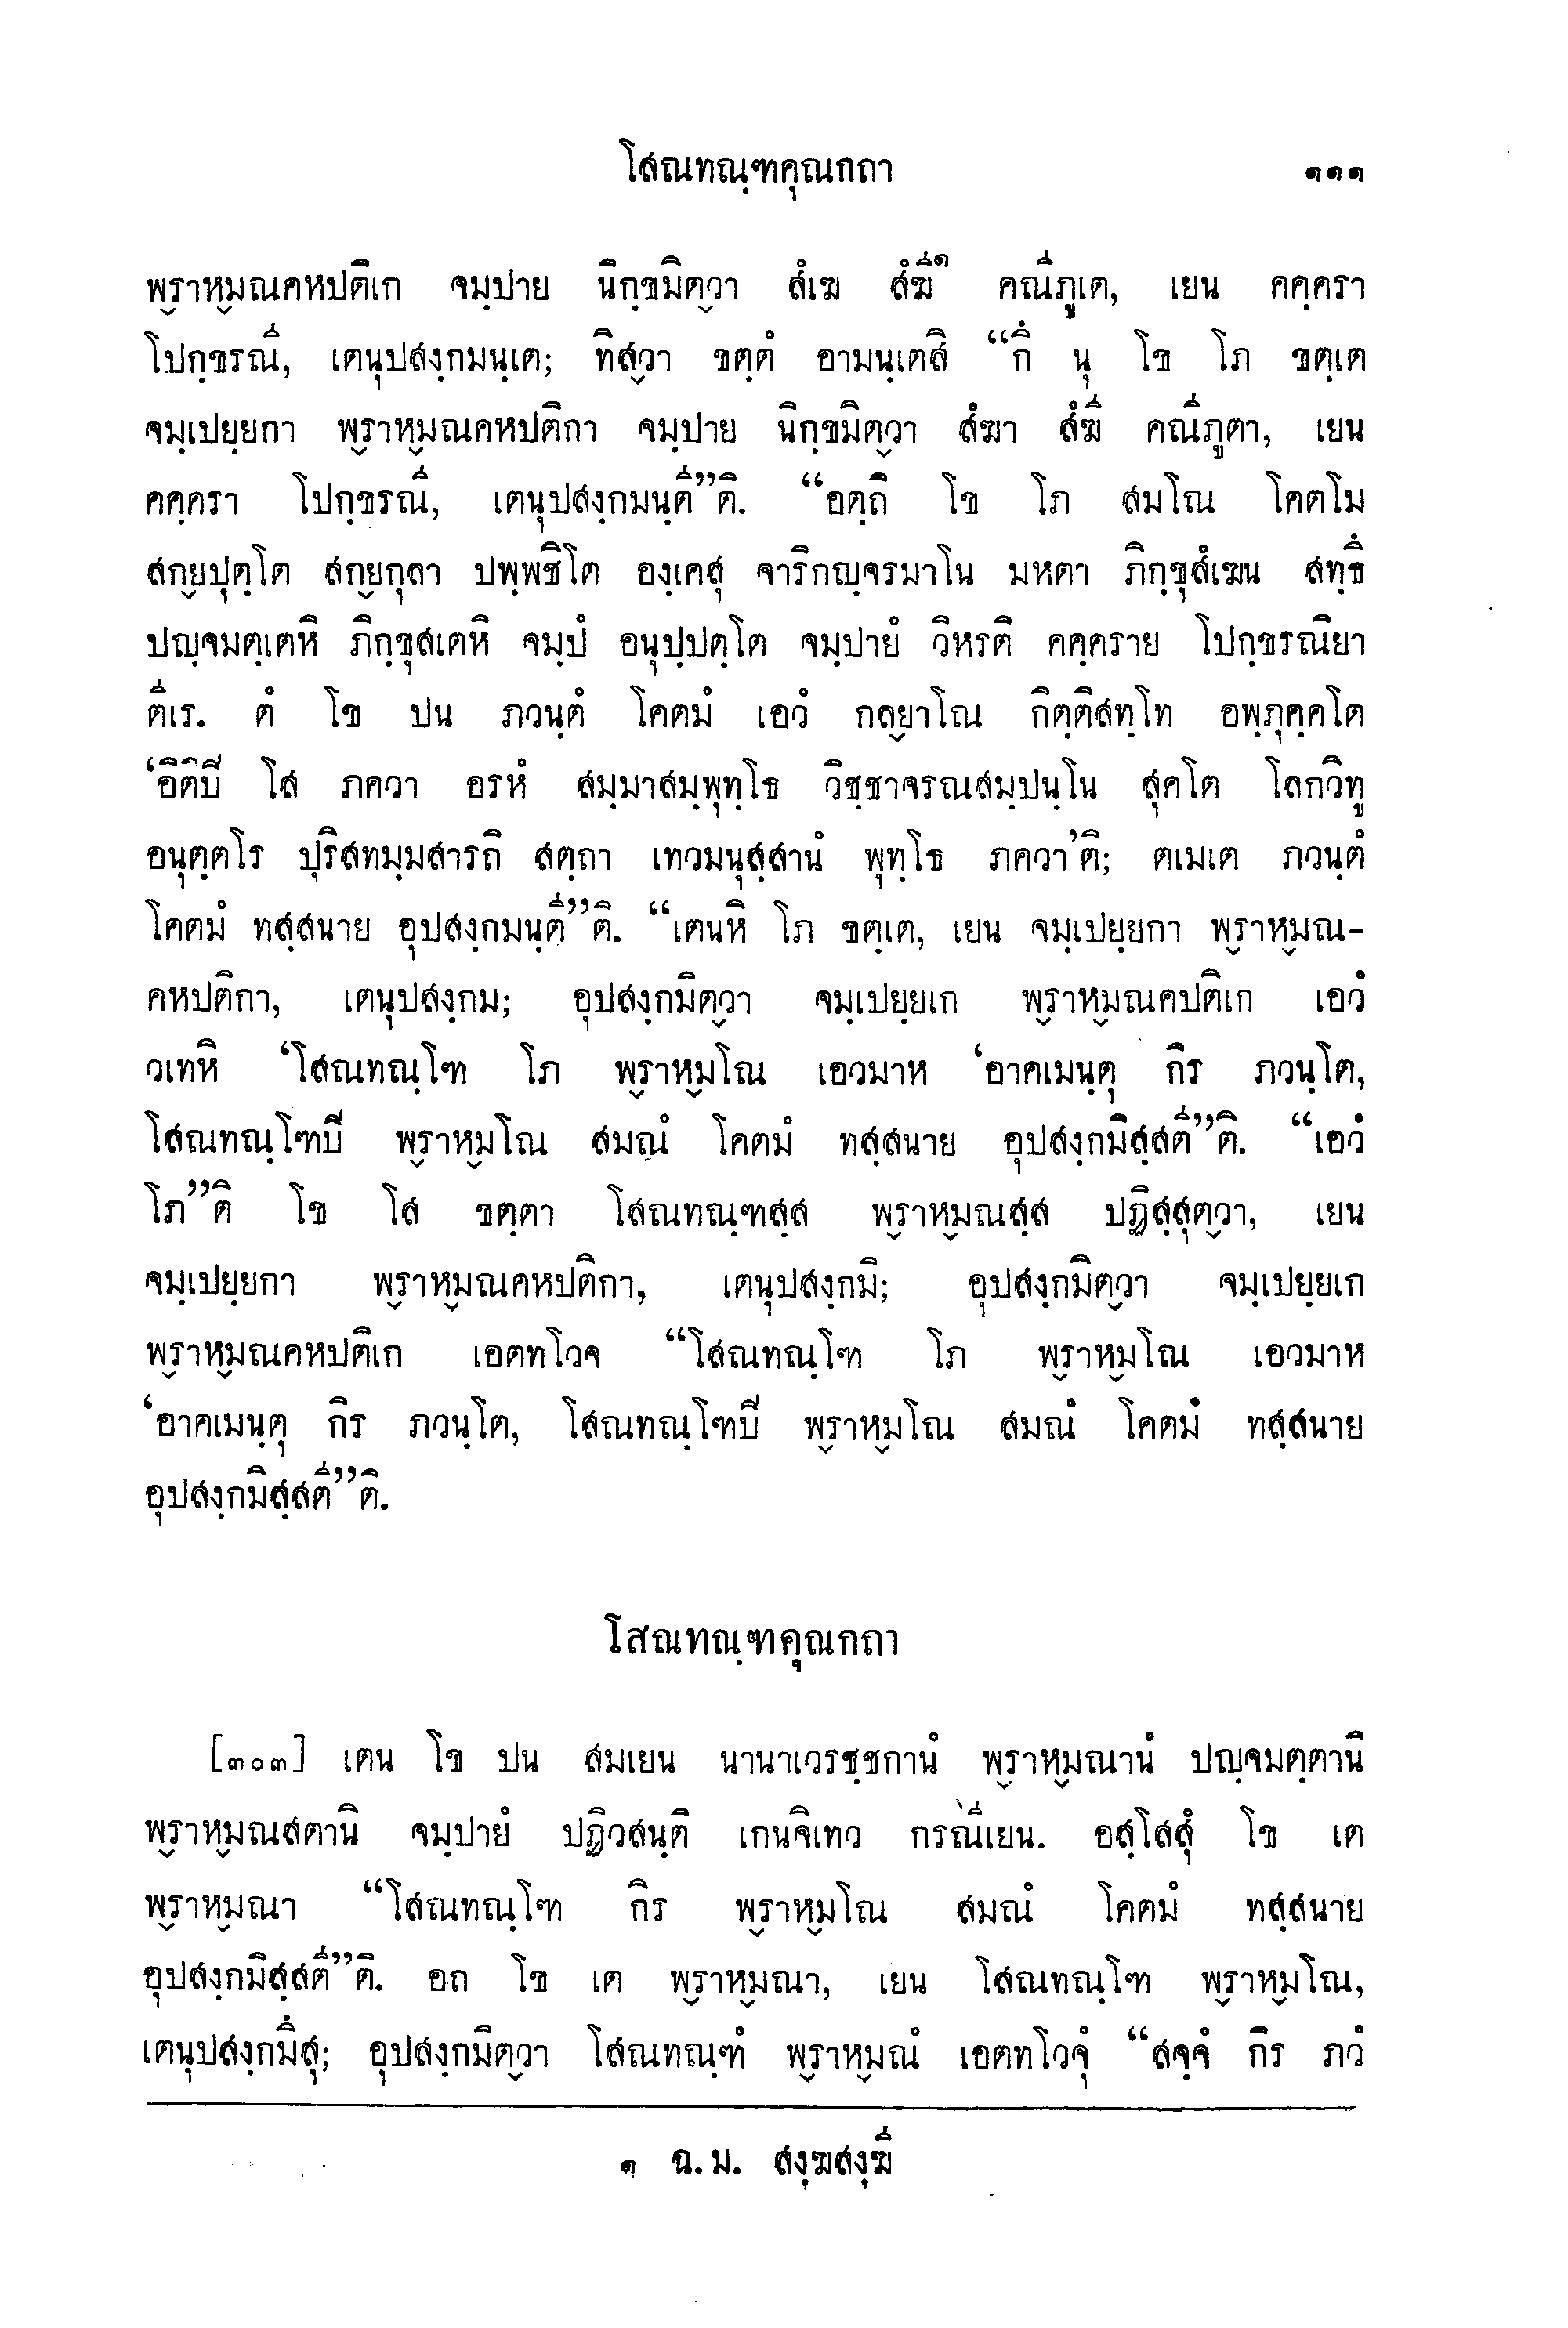 โสณทณฺฑคุณกถา ๑๑๑
พฺราหฺมณคหปติเก จมฺปาย นิกฺขมิตฺวา สํเฆ สํฆี๑ คณีภูเต, เยน คคฺครา
โปกฺขรณี, เตนุปสงฺกมนฺเต; ทิสฺวา ขตฺตํ อามนฺเตสิ “กึ นุ โข โภ ขตฺเต
จมฺเปยฺยกา พฺราหฺมณคหปติกา จมฺปาย นิกฺขมิตฺวา สํฆา สํฆี คณีภูตา, เยน
คคฺครา โปกฺขรณี, เตนุปสงฺกมนฺตี”ติ. “อตฺถิ โข โภ สมโณ โคตโม
สกฺยปุตฺโต สกฺยกุลา ปพฺพชิโต องฺเคสุ จาริกญฺจรมาโน มหตา ภิกฺขุสํเฆน สทฺธึ
ปญฺจมตฺเตหิ ภิกฺขุสเตหิ จมฺปํ อนุปฺปตฺโต จมฺปายํ วิหรติ คคฺคราย โปกฺขรณิยา
ตีเร. ตํ โข ปน ภวนฺตํ โคตมํ เอวํ กลฺยาโณ กิตฺติสทฺโท อพฺภุคฺคโต
‘อิติปิ โส ภควา อรหํ สมฺมาสมฺพุทฺโธ วิชฺชาจรณสมฺปนฺโน สุคโต โลกวิทู
อนุตฺตโร ปุริสทมฺมสารถิ สตฺถา เทวมนุสฺสานํ พุทฺโธ ภควา’ติ; ตเมเต ภวนฺตํ
โคตมํ ทสฺสนาย อุปสงฺกมนฺตี”ติ. “เตนหิ โภ ขตฺเต, เยน จมฺเปยฺยกา พฺราหฺมณ-
คหปติกา, เตนุปสงฺกม; อุปสงฺกมิตฺวา จมฺเปยฺยเก พฺราหฺมณคปติเก เอวํ
วเทหิ ‘โสณทณฺโฑ โภ พฺราหฺมโณ เอวมาห ‘อาคเมนฺตุ กิร ภวนฺโต,
โสณทณฺโฑปิ พฺราหฺมโณ สมณํ โคตมํ ทสฺสนาย อุปสงฺกมิสฺสตี”ติ. “เอวํ
โภ”ติ โข โส ขตฺตา โสณทณฺฑสฺส พฺราหฺมณสฺส ปฏิสฺสุตฺวา, เยน
จมฺเปยฺยกา พฺราหฺมณคหปติกา, เตนุปสงฺกมิ; อุปสงฺกมิตฺวา จมฺเปยฺยเก
พฺราหฺมณคหปติเก เอตทโวจ “โสณทณฺโฑ โภ พฺราหฺมโณ เอวมาห
‘อาคเมนฺตุ กิร ภวนฺโต, โสณทณฺโฑปิ พฺราหฺมโณ สมณํ โคตมํ ทสฺสนาย
อุปสงฺกมิสฺสตี”ติ.
โสณทณฺฑคุณกถา
[๓๐๓] เตน โข ปน สมเยน นานาเวรชฺชกานํ พฺราหฺมณานํ ปญฺจมตฺตานิ
พฺราหฺมณสตานิ จมฺปายํ ปฏิวสนฺติ เกนจิเทว กรณีเยน. อสฺโสสุํ โข เต
พฺราหฺมณา “โสณทณฺโฑ กิร พฺราหฺมโณ สมณํ โคตมํ ทสฺสนาย
อุปสงฺกมิสฺสตี”ติ. อถ โข เต พฺราหฺมณา, เยน โสณทณฺโฑ พฺราหฺมโณ,
เตนุปสงฺกมึสุ; อุปสงฺกมิตฺวา โสณทณฺฑํ พฺราหฺมณํ เอตทโวจุํ “สจฺจํ กิร ภวํ
๑ ฉ.ม. สงฺฆสงฺฆี